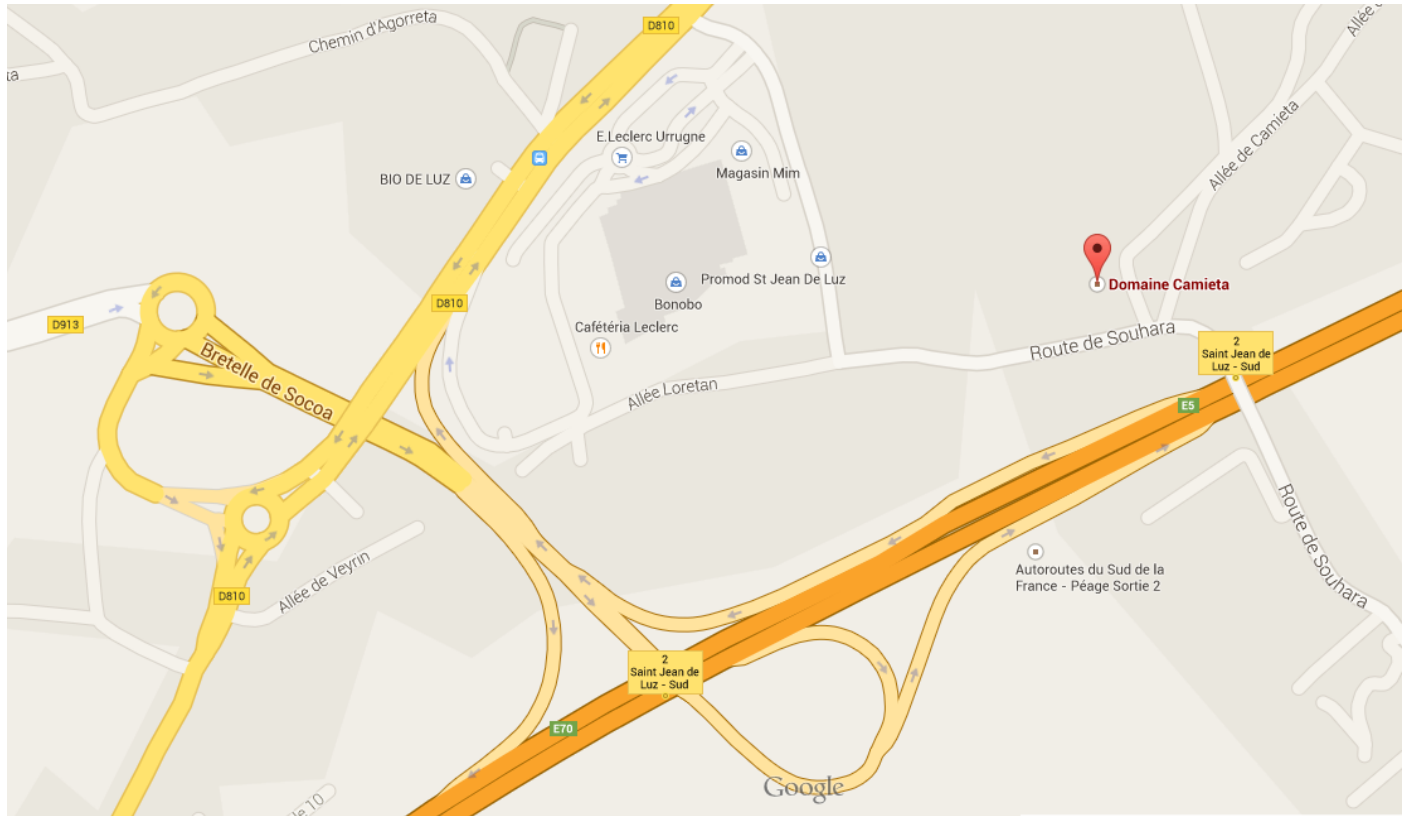 D810
Chemin d'Agorreta
ta
Allée de Camieta
E.Leclerc Urrugne
Magasin Mim
BIO DE LUZ
Promod St Jean De Luz
Bonobo
Domaine Camieta
D810
D913
Cafétéria Leclerc
Bretelle de Socoa
Route de Souhara
2
Saint Jean de
Luz - Sud
Allée Loretan
E5
Route de Souhara
Autoroutes du Sud de la
France - Péage Sortie 2
Allée de Veyrin
D810
2
Saint Jean de
Luz - Sud
E70
Google
10